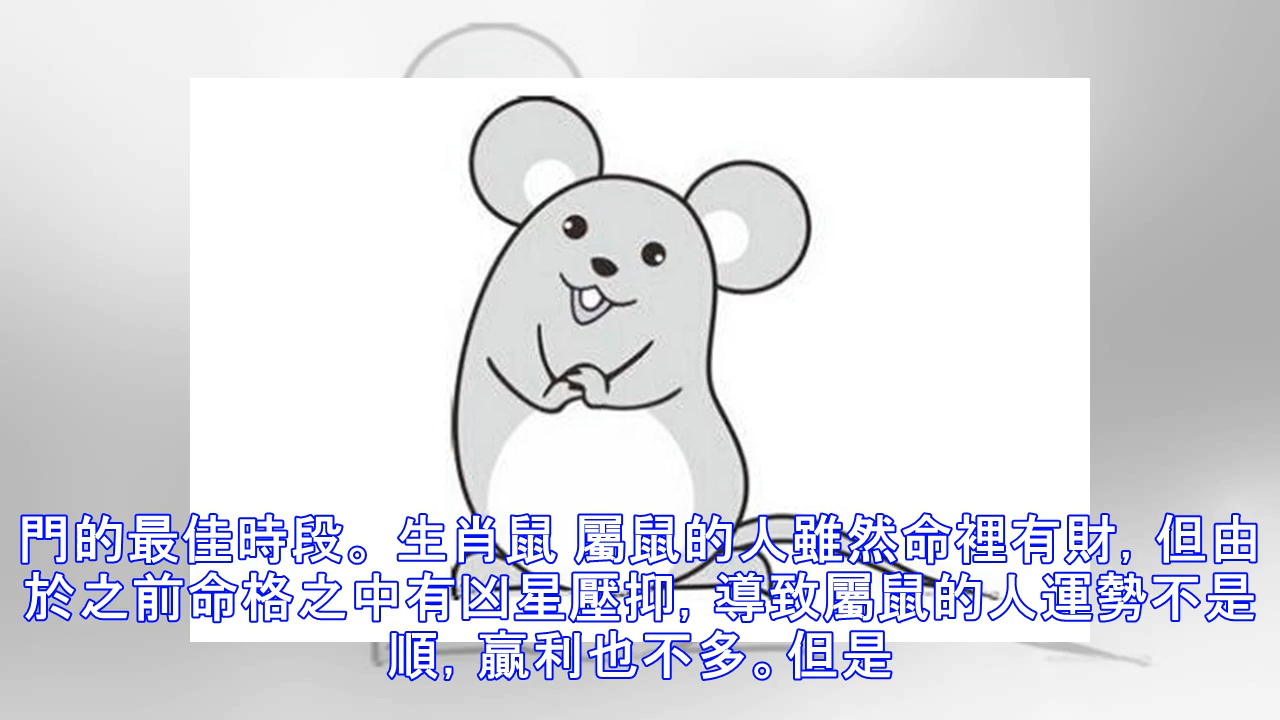 門的最佳時段。生肖鼠 屬鼠的人雖然命裡有財, 但由
於之前命格之中有凶星壓抑, 導致屬鼠的人運勢不是
順, 贏利也不多。但是